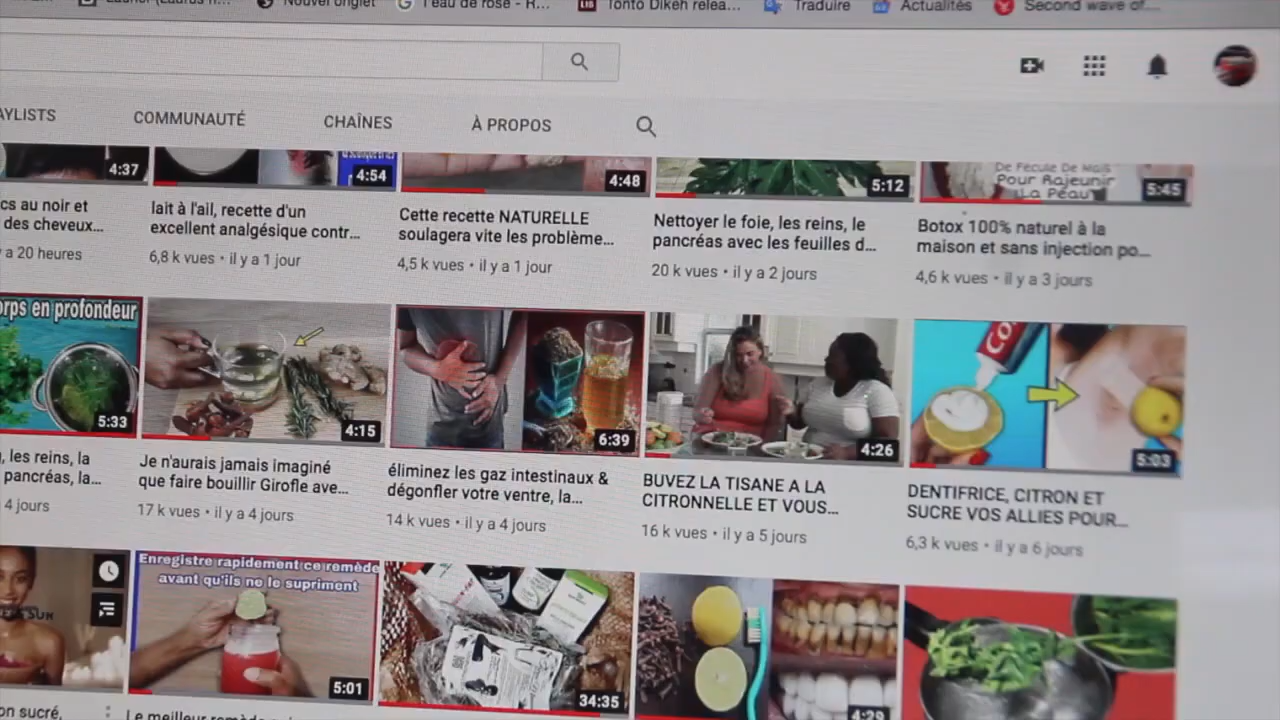 Nouvel onglet
l'eau de rose - R...
LIB Tonto Dikeh relea...
Traduire
Actualités
Second wave of...
AYLISTS
COMMUNAUTÉ
CHAÎNES
À PROPOS
4:37
4:54
4:48
5:12
De Fécule De Maïs
Pour Rajeunir
La Peau
5:45
cs au noir et
des cheveux...
a 20 heures
lait à l'ail, recette d'un
excellent analgésique contr...
6,8 k vues • il y a 1 jour
Cette recette NATURELLE
soulagera vite les problème...
4,5 k vues • il y a 1 jour
Nettoyer le foie, les reins, le
pancréas avec les feuilles d...
20 k vues • il y a 2 jours
Botox 100% naturel à la
maison et sans injection po...
4,6 k vues • il y a 3 jours
orps en profondeur
5:33
4:15
6:39
4:26
CO
5:03
, les reins, la
pancréas, la...
4 jours
Je n'aurais jamais imaginé
que faire bouillir Girofle ave...
17 k vues • il y a 4 jours
éliminez les gaz intestinaux &
dégonfler votre ventre, la...
14 k vues • il y a 4 jours
BUVEZ LA TISANE A LA
CITRONNELLE ET VOUS...
16 k vues • il y a 5 jours
DENTIFRICE, CITRON ET
SUCRE VOS ALLIES POUR...
6,3 k vues • il y a 6 jours
SUN
Enregistre rapidement ce remède
avant qu'ils ne le supriment
5:01
34:35
4:29
on sucré,
Le meilleur remède